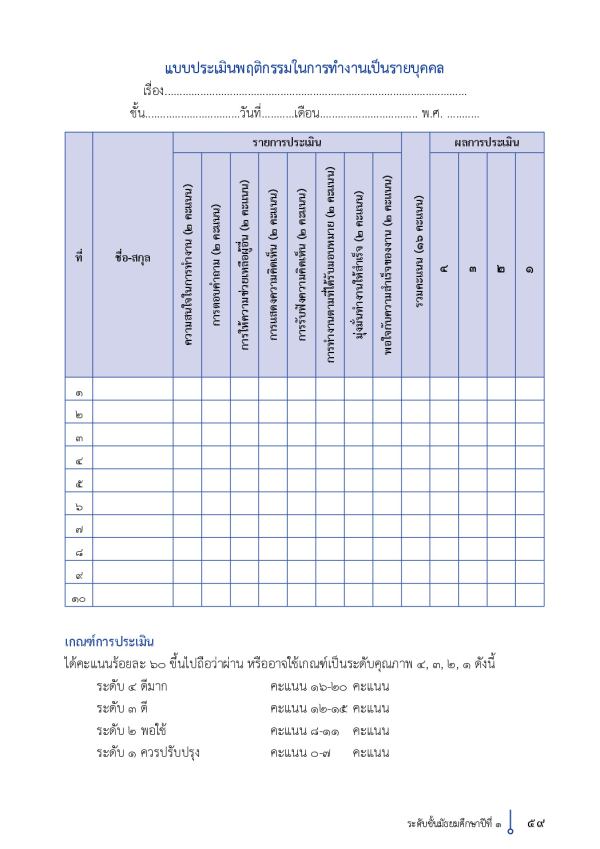 แบบประเมินพฤติกรรมในการทำงานเป็นรายบุคคล
เรื่อง.......................................................................................................
ชั้น................................วันที่...........เดือน................................. พ.ศ. ...........
ที่
ชื่อ-สกุล
รายการประเมิน
ความสนใจในการทำงาน (๒ คะแนน)
การตอบคำถาม (๒ คะแนน)
การให้ความช่วยเหลือผู้อื่น (๒ คะแนน)
การแสดงความคิดเห็น (๒ คะแนน)
การรับฟังความคิดเห็น (๒ คะแนน)
การทำงานตามที่ได้รับมอบหมาย (๒ คะแนน)
มุ่งมั่นทำงานให้สำเร็จ (๒ คะแนน)
พอใจกับความสำเร็จของงาน (๒ คะแนน)
รวมคะแนน (๑๖ คะแนน)
ผลการประเมิน
๔
๓
๒
๑
๑
๒
๓
๔
๕
๖
๗
๘
๙
๑๐
เกณฑ์การประเมิน
ได้คะแนนร้อยละ ๖๐ ขึ้นไปถือว่าผ่าน หรืออาจใช้เกณฑ์เป็นระดับคุณภาพ ๔, ๓, ๒, ๑ ดังนี้
ระดับ ๔ ดีมาก คะแนน ๑๖-๒๐ คะแนน
ระดับ ๓ ดี คะแนน ๑๒-๑๕ คะแนน
ระดับ ๒ พอใช้ คะแนน ๘-๑๑ คะแนน
ระดับ ๑ ควรปรับปรุง คะแนน ๐-๗ คะแนน
ระดับชั้นมัธยมศึกษาปีที่ ๑ ๕๙